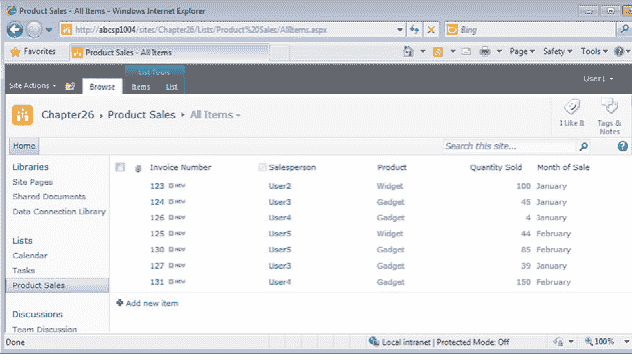 Product Sales - All Items - Windows Internet Explorer
http://abcsp1004/sites/Chapter26/Lists/Product%20Sales/AllItems.aspx
Bing
Favorites Product Sales - All Items Page Safety Tools
List Tools
Site Actions Browse Items List User1
Chapter26 Product Sales All Items
I Like It Tags & Notes
Home Search this site...
Libraries
Site Pages
Shared Documents
Data Connection Library
Lists
Calendar
Tasks
Product Sales
Discussions
Team Discussion
Invoice Number Salesperson Product Quantity Sold Month of Sale
123 NEW User2 Widget 100 January
124 NEW User3 Gadget 45 January
126 NEW User4 Gadget 4 January
125 NEW User5 Widget 44 February
130 NEW User5 Gadget 85 February
127 NEW User3 Gadget 39 January
131 NEW User4 Gadget 150 February
Add new item
Done Local intranet | Protected Mode: Off 100%